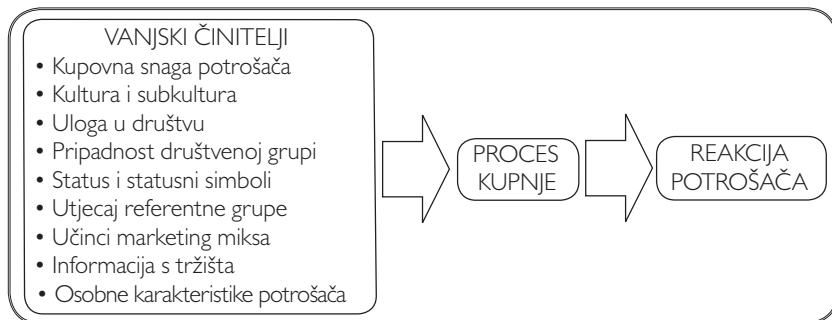 VANJSKI ČINITELJI
• Kupovna snaga potrošača
• Kultura i subkultura
• Uloga u društvu
• Pripadnost društvenoj grupi
• Status i statusni simboli
• Utjecaj referentne grupe
• Učinci marketing miksa
• Informacija s tržišta
• Osobne karakteristike potrošača
PROCES
KUPNJE
REAKCIJA
POTROŠAČA